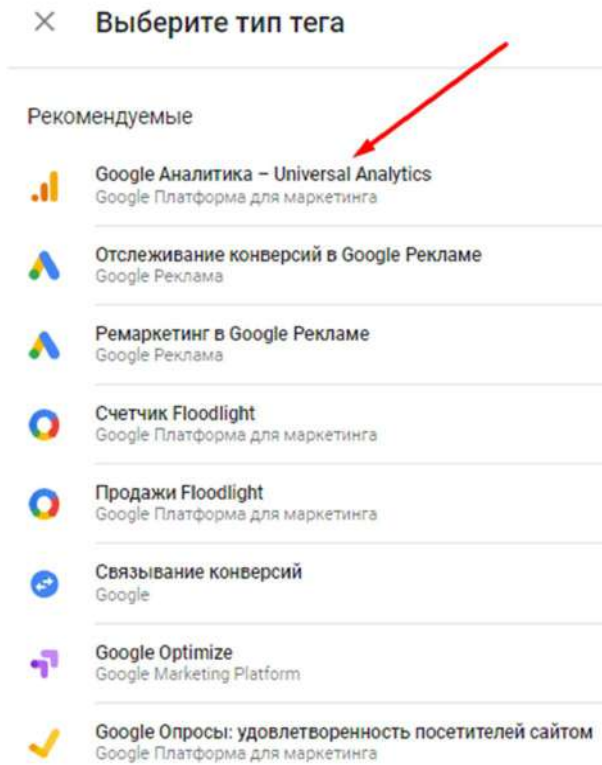 Выберите тип тега
Рекомендуемые
Google Аналитика – Universal Analytics
Google Платформа для маркетинга
Отслеживание конверсий в Google Рекламе
Google Реклама
Ремаркетинг в Google Рекламе
Google Реклама
Счетчик Floodlight
Google Платформа для маркетинга
Продажи Floodlight
Google Платформа для маркетинга
Связывание конверсий
Google
Google Optimize
Google Marketing Platform
Google Опросы: удовлетворенность посетителей сайтом
Google Платформа для маркетинга